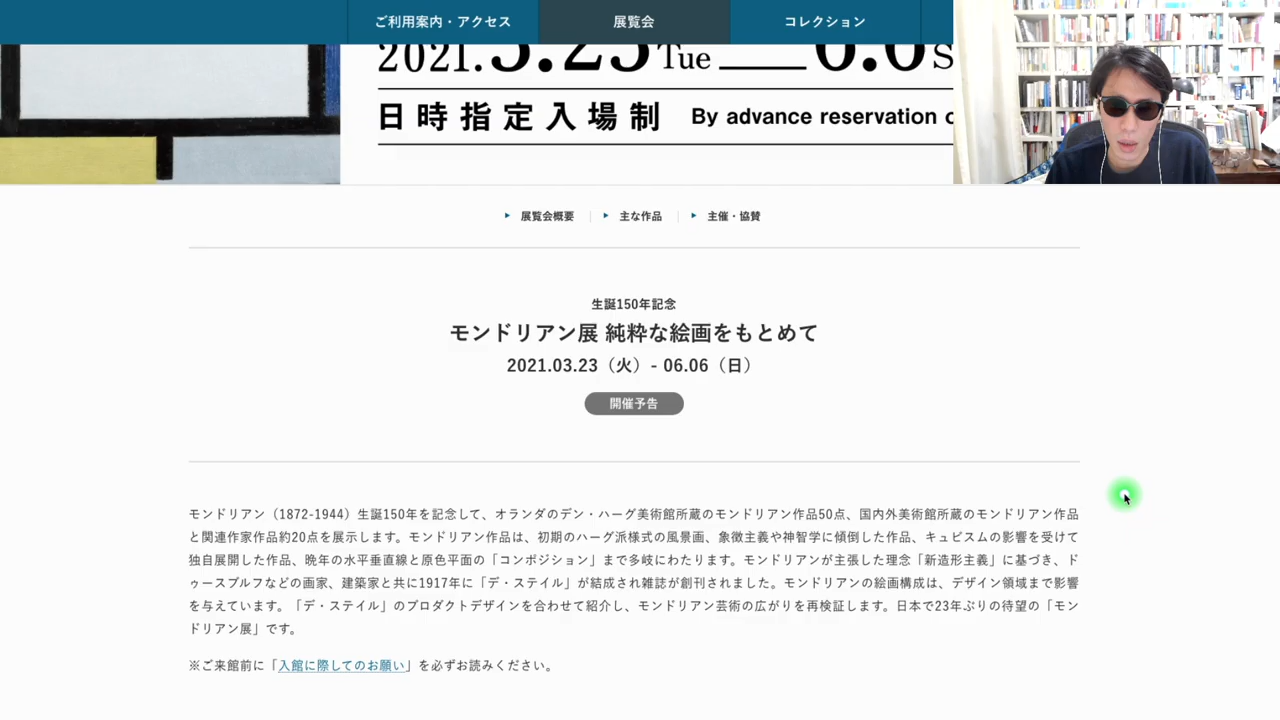 ご利用案内・アクセス
展覧会
コレクション
2021.3.23 Tue ___ 6.6 S
日時指定入場制 By advance reservation o
展覧会概要
主な作品
主催・協賛
生誕150年記念
モンドリアン展 純粋な絵画をもとめて
2021.03.23（火）- 06.06（日）
開催予告
モンドリアン（1872-1944）生誕150年を記念して、オランダのデン・ハーグ美術館所蔵のモンドリアン作品50点、国内外美術館所蔵のモンドリアン作品
と関連作家作品約20点を展示します。モンドリアン作品は、初期のハーグ派様式の風景画、象徴主義や神智学に傾倒した作品、キュビスムの影響を受けて
独自展開した作品、晩年の水平垂直線と原色平面の「コンポジション」まで多岐にわたります。モンドリアンが主張した理念「新造形主義」に基づき、ド
ゥースブルフなどの画家、建築家と共に1917年に「デ・ステイル」が結成され雑誌が創刊されました。モンドリアンの絵画構成は、デザイン領域まで影響
を与えています。「デ・ステイル」のプロダクトデザインを合わせて紹介し、モンドリアン芸術の広がりを再検証します。日本で23年ぶりの待望の「モン
ドリアン展」です。
※ご来館前に「入館に際してのお願い」を必ずお読みください。